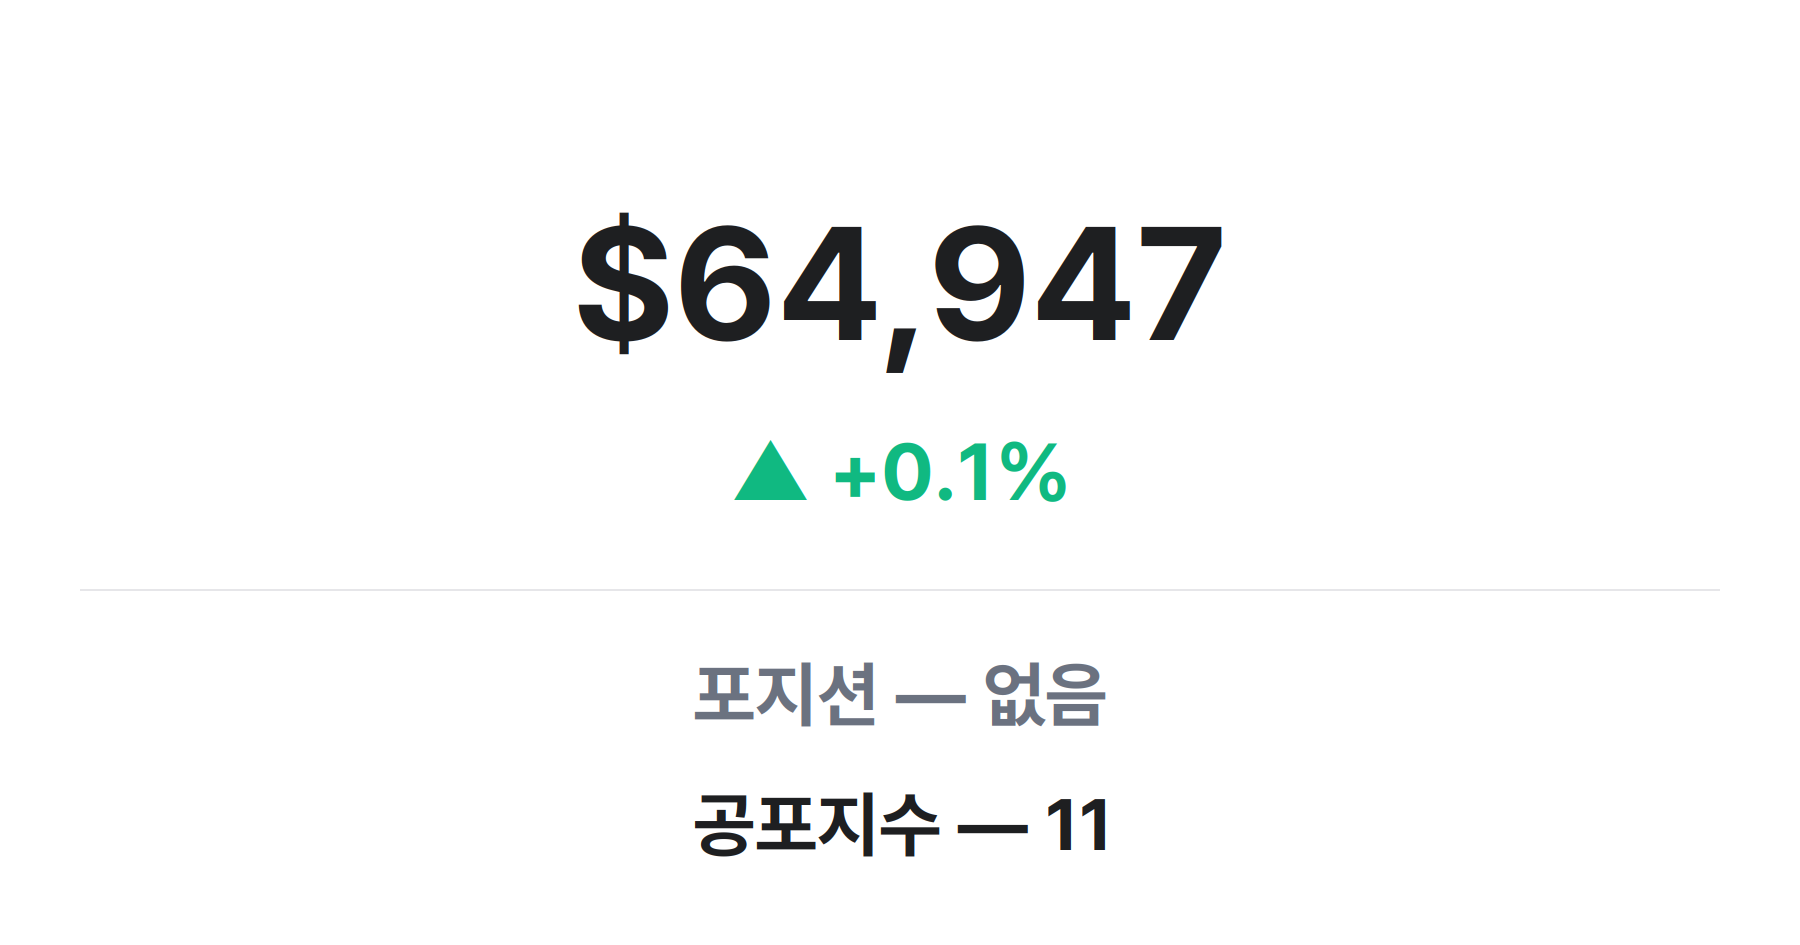 $64,947
▲ +0.1%
포지션 — 없음
공포지수 — 11